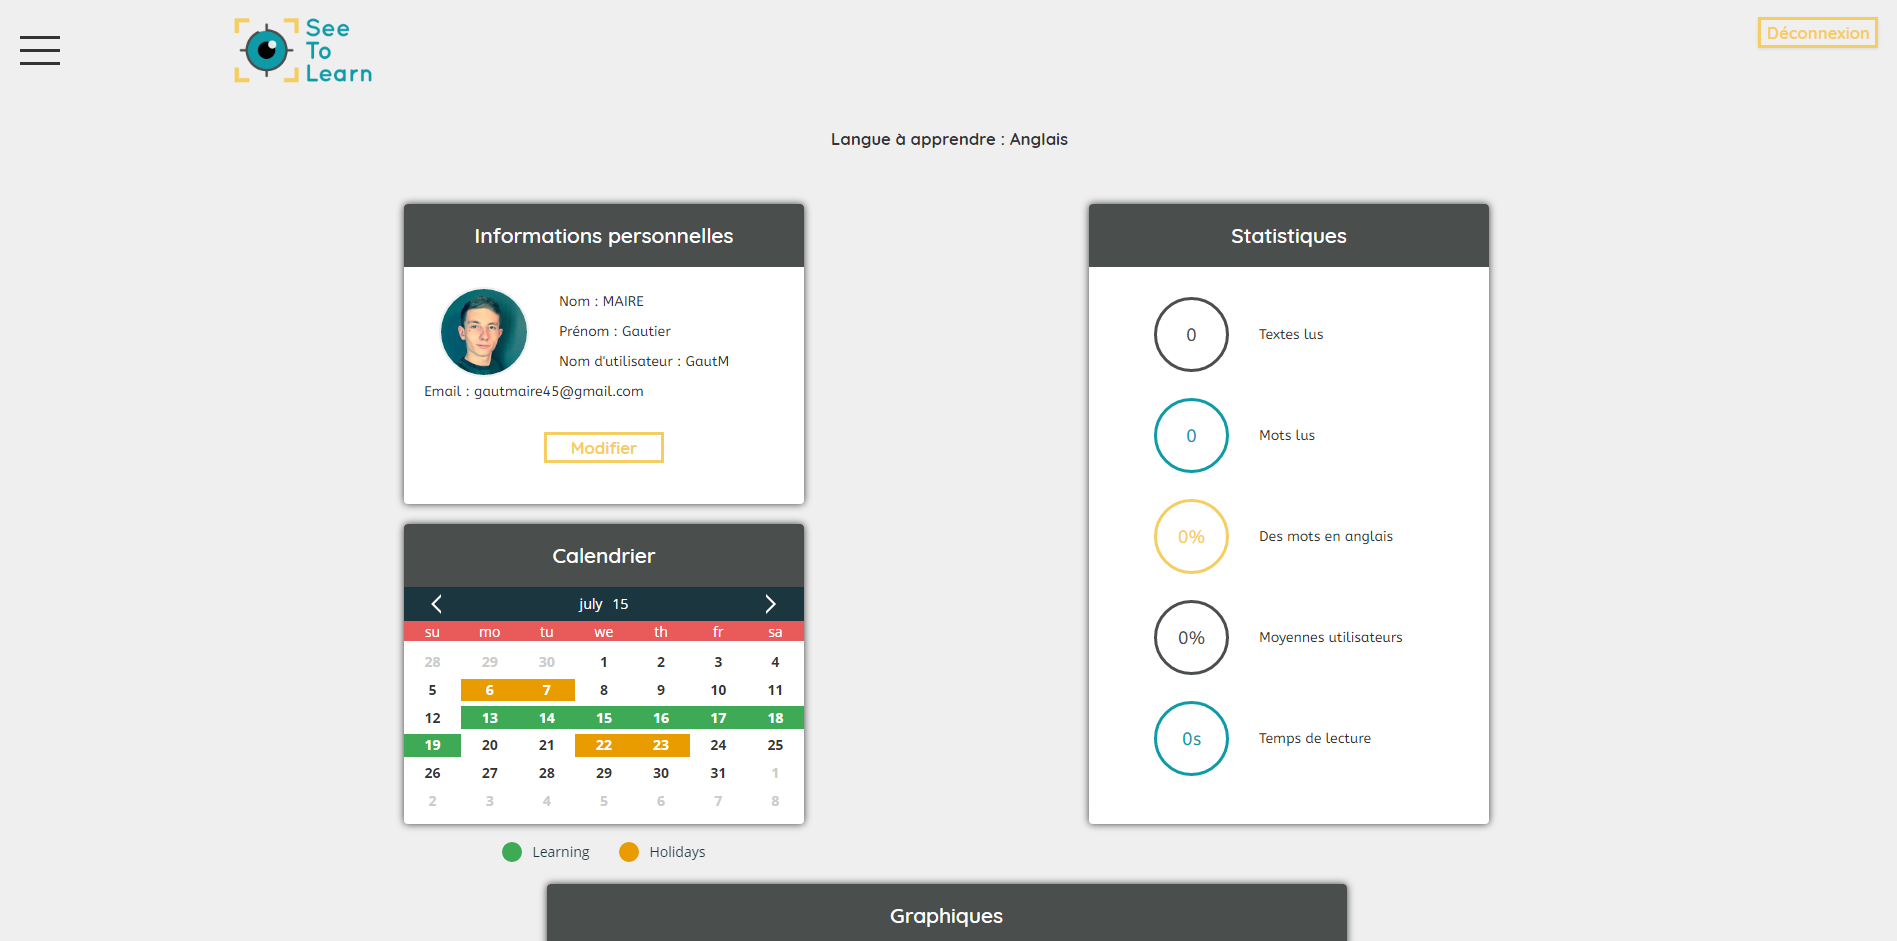 See
To
Learn
Déconnexion
Langue à apprendre : Anglais
Informations personnelles
Nom : MAIRE
Prénom : Gautier
Nom d'utilisateur : GautM
Email : gautmaire45@gmail.com
Modifier
Calendrier
july 15
su mo tu we th fr sa
28 29 30 1 2 3 4
5 6 7 8 9 10 11
12 13 14 15 16 17 18
19 20 21 22 23 24 25
26 27 28 29 30 31 1
2 3 4 5 6 7 8
Learning Holidays
Statistiques
0 Textes lus
0 Mots lus
0% Des mots en anglais
0% Moyennes utilisateurs
0s Temps de lecture
Graphiques